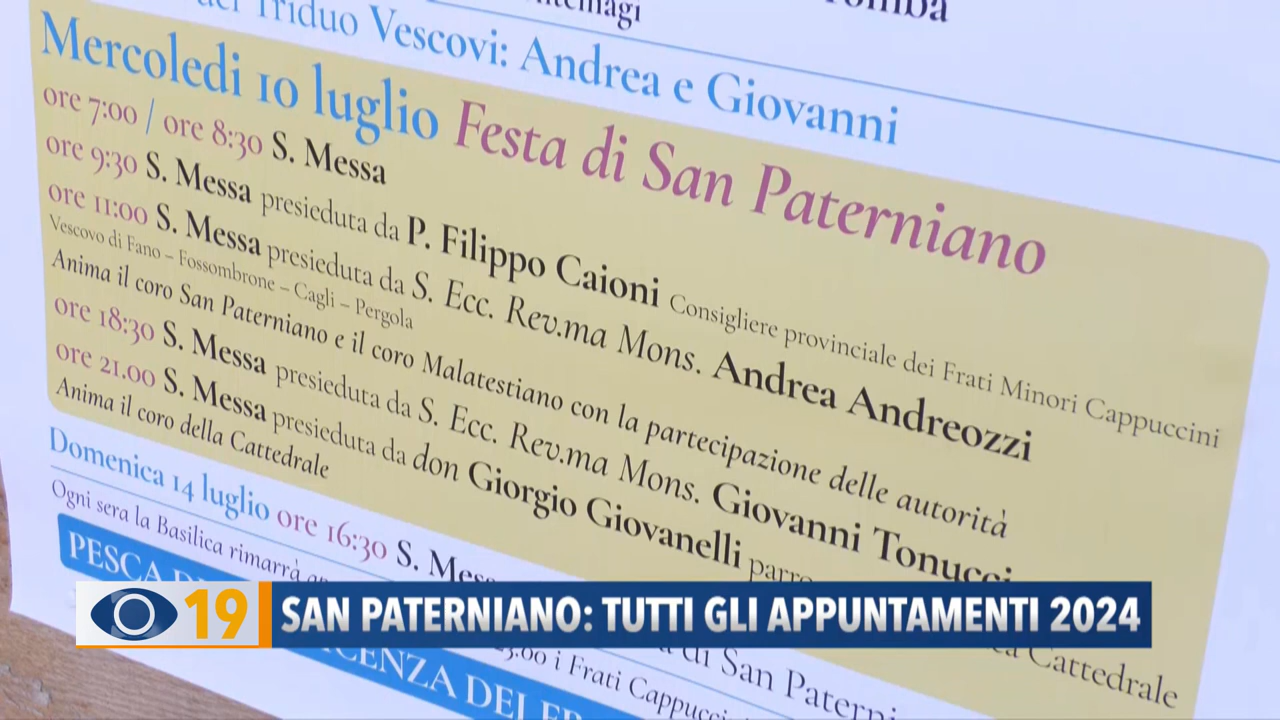 Triduo Vescovi: Andrea e Giovanni
Mercoledì 10 luglio Festa di San Paterniano
ore 7:00 / ore 8:30 S. Messa
ore 9:30 S. Messa presieduta da P. Filippo Caioni Consigliere provinciale dei Frati Minori Cappuccini
ore 11:00 S. Messa presieduta da S. Ecc. Rev.ma Mons. Andrea Andreozzi
Vescovo di Fano – Fossombrone – Cagli – Pergola
Anima il coro San Paterniano e il coro Malatestiano con la partecipazione delle autorità
ore 18:30 S. Messa presieduta da S. Ecc. Rev.ma Mons. Giovanni Tonucci
ore 21.00 S. Messa presieduta da don Giorgio Giovanelli
Cattedrale
Anima il coro della Cattedrale
Domenica 14 luglio ore 16:30 S.
di San
Ogni sera la Basilica rimarrà
i Frati
PESCA
19 SAN PATERNIANO: TUTTI GLI APPUNTAMENTI 2024